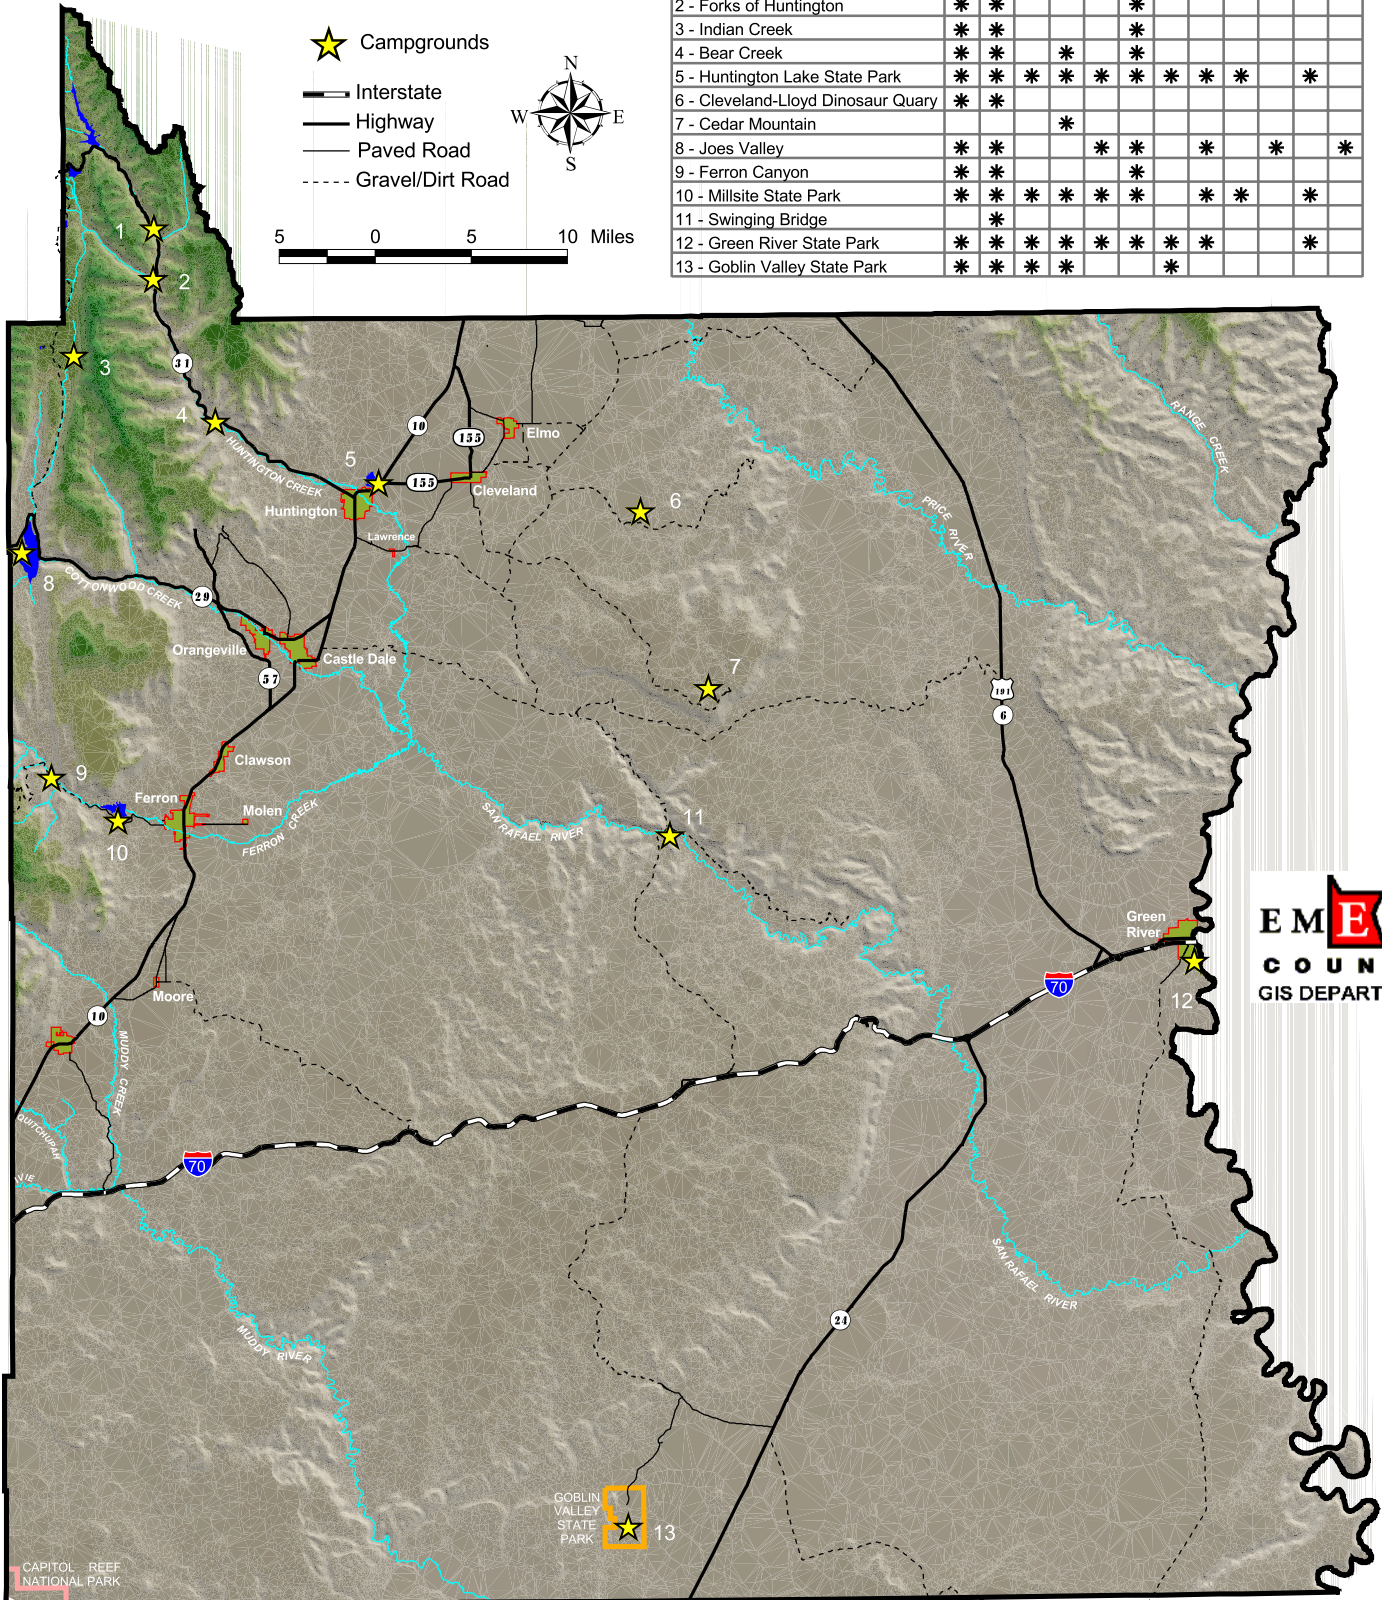 2 - Forks of Huntington * * *
3 - Indian Creek * * *
4 - Bear Creek * * * *
5 - Huntington Lake State Park * * * * * * * * * *
6 - Cleveland-Lloyd Dinosaur Quary * *
7 - Cedar Mountain *
8 - Joes Valley * * * * * * *
9 - Ferron Canyon * * *
10 - Millsite State Park * * * * * * * * *
11 - Swinging Bridge *
12 - Green River State Park * * * * * * * * *
13 - Goblin Valley State Park * * * * *
Campgrounds
Interstate
Highway
Paved Road
Gravel/Dirt Road
N
W E
S
5 0 5 10 Miles
1
2
3
31
4
10
155
Elmo
RANGE CREEK
HUNTINGTON CREEK
5
155
Cleveland
Huntington
6
PRICE RIVER
Lawrence
8
COTTONWOOD CREEK
29
Orangeville
Castle Dale
57
7
191
6
Clawson
9
Ferron
Molen
10
FERRON CREEK
SAN RAFAEL RIVER
11
Green
River
EME
COUN
GIS DEPART
70
12
Moore
10
MUDDY CREEK
QUITCHUPAH
VIE
70
SAN RAFAEL RIVER
24
MUDDY RIVER
GOBLIN
VALLEY
STATE
PARK
13
CAPITOL REEF
NATIONAL PARK